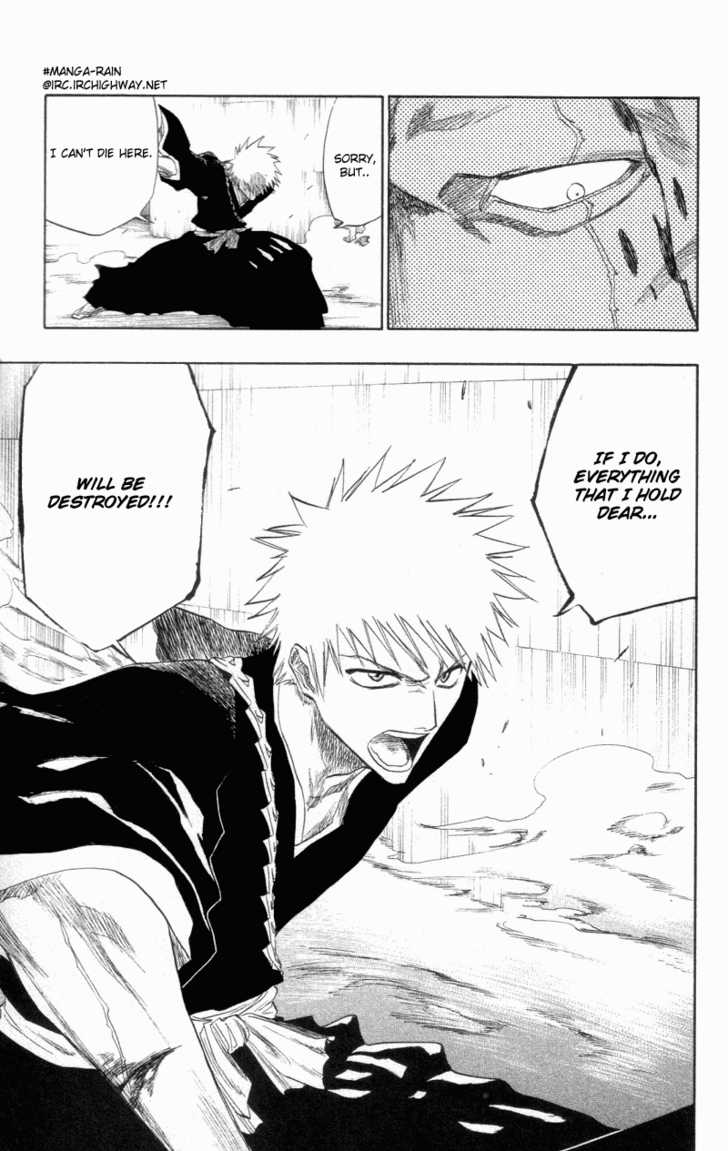 #MANGA-RAIN
@IRC.IRCHIGHWAY.NET
SORRY,
BUT..
I CAN'T DIE HERE.
IF I DO,
EVERYTHING
THAT I HOLD
DEAR...
WILL BE
DESTROYED!!!